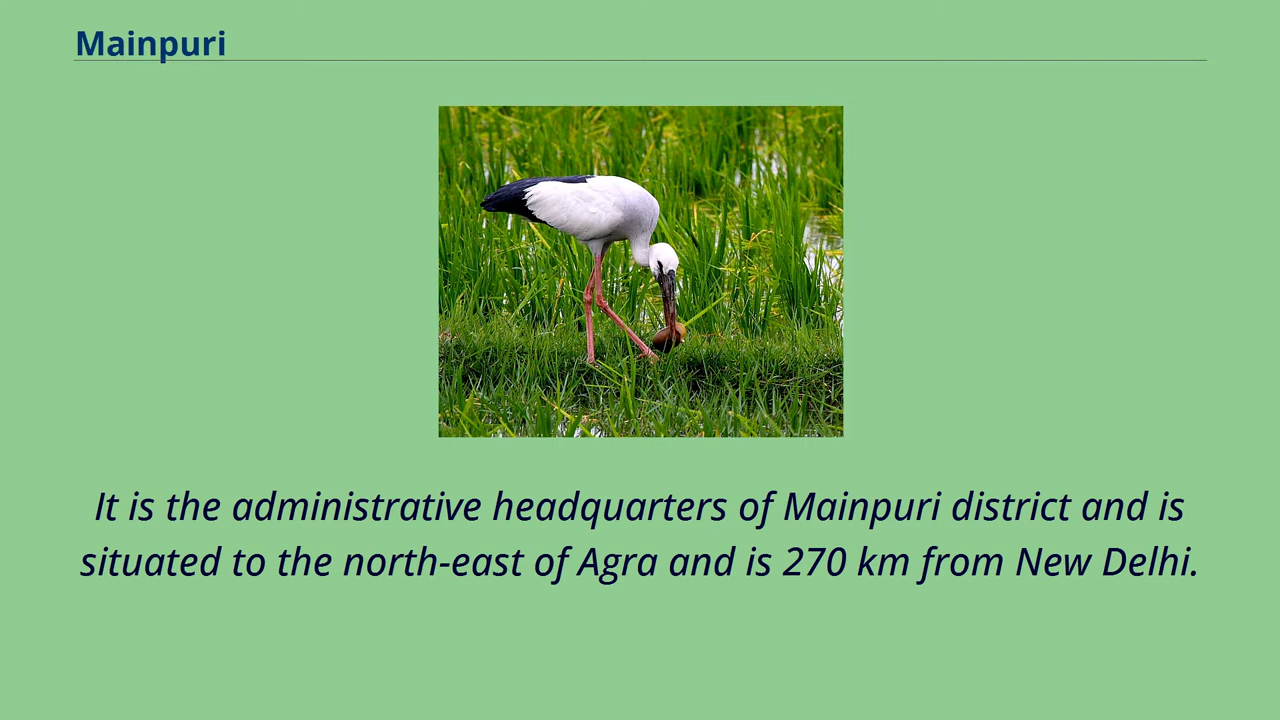 Mainpuri
It is the administrative headquarters of Mainpuri district and is
situated to the north-east of Agra and is 270 km from New Delhi.